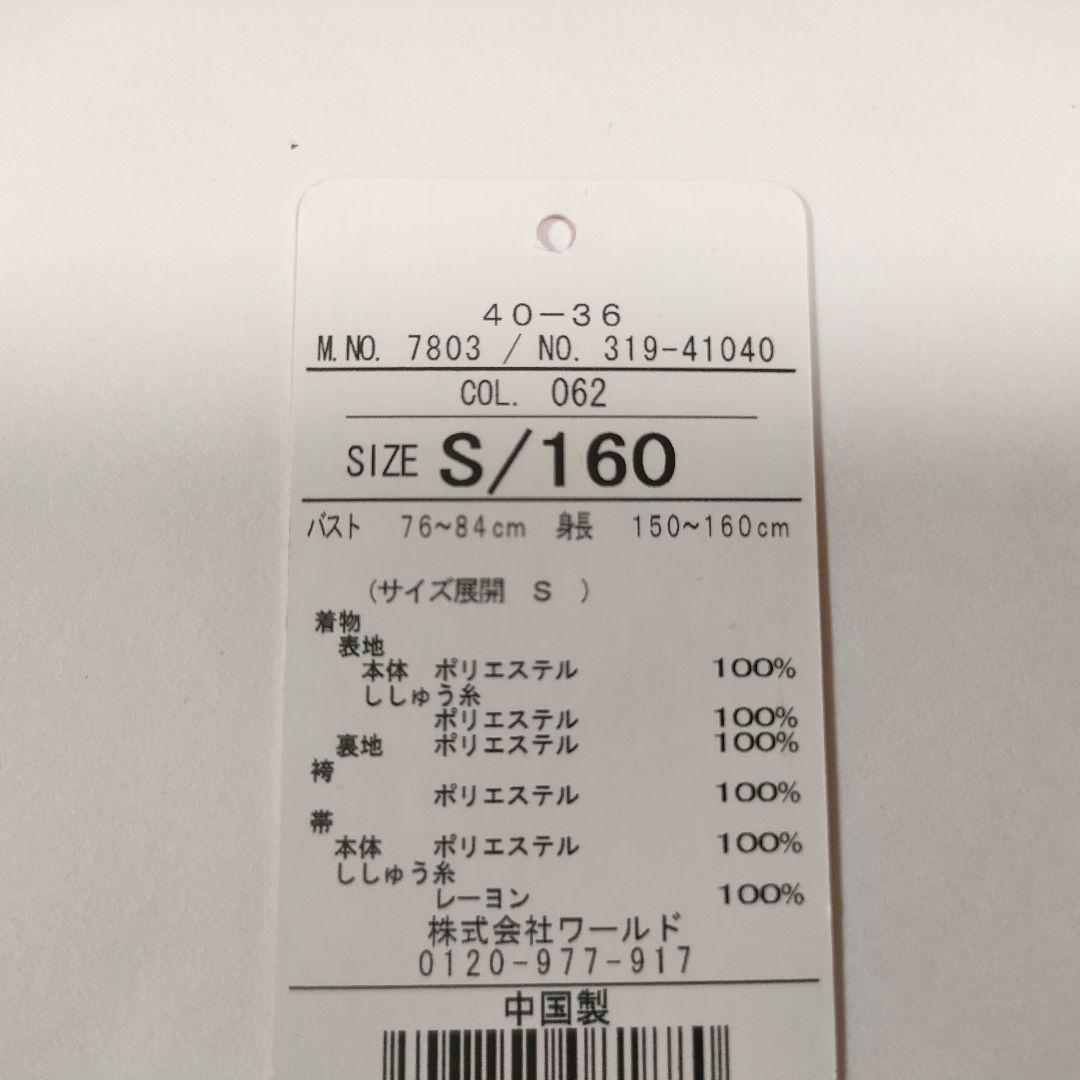 40-36
M.NO. 7803 / NO. 319-41040
COL. 062
SIZE S/160
バスト 76~84cm 身長 150~160cm
(サイズ展開 S )
着物
表地
本体 ポリエステル 100%
ししゅう糸
ポリエステル 100%
裏地 ポリエステル 100%
袴
ポリエステル 100%
帯
本体 ポリエステル 100%
ししゅう糸
レーヨン 100%
株式会社ワールド
0120-977-917
中国製